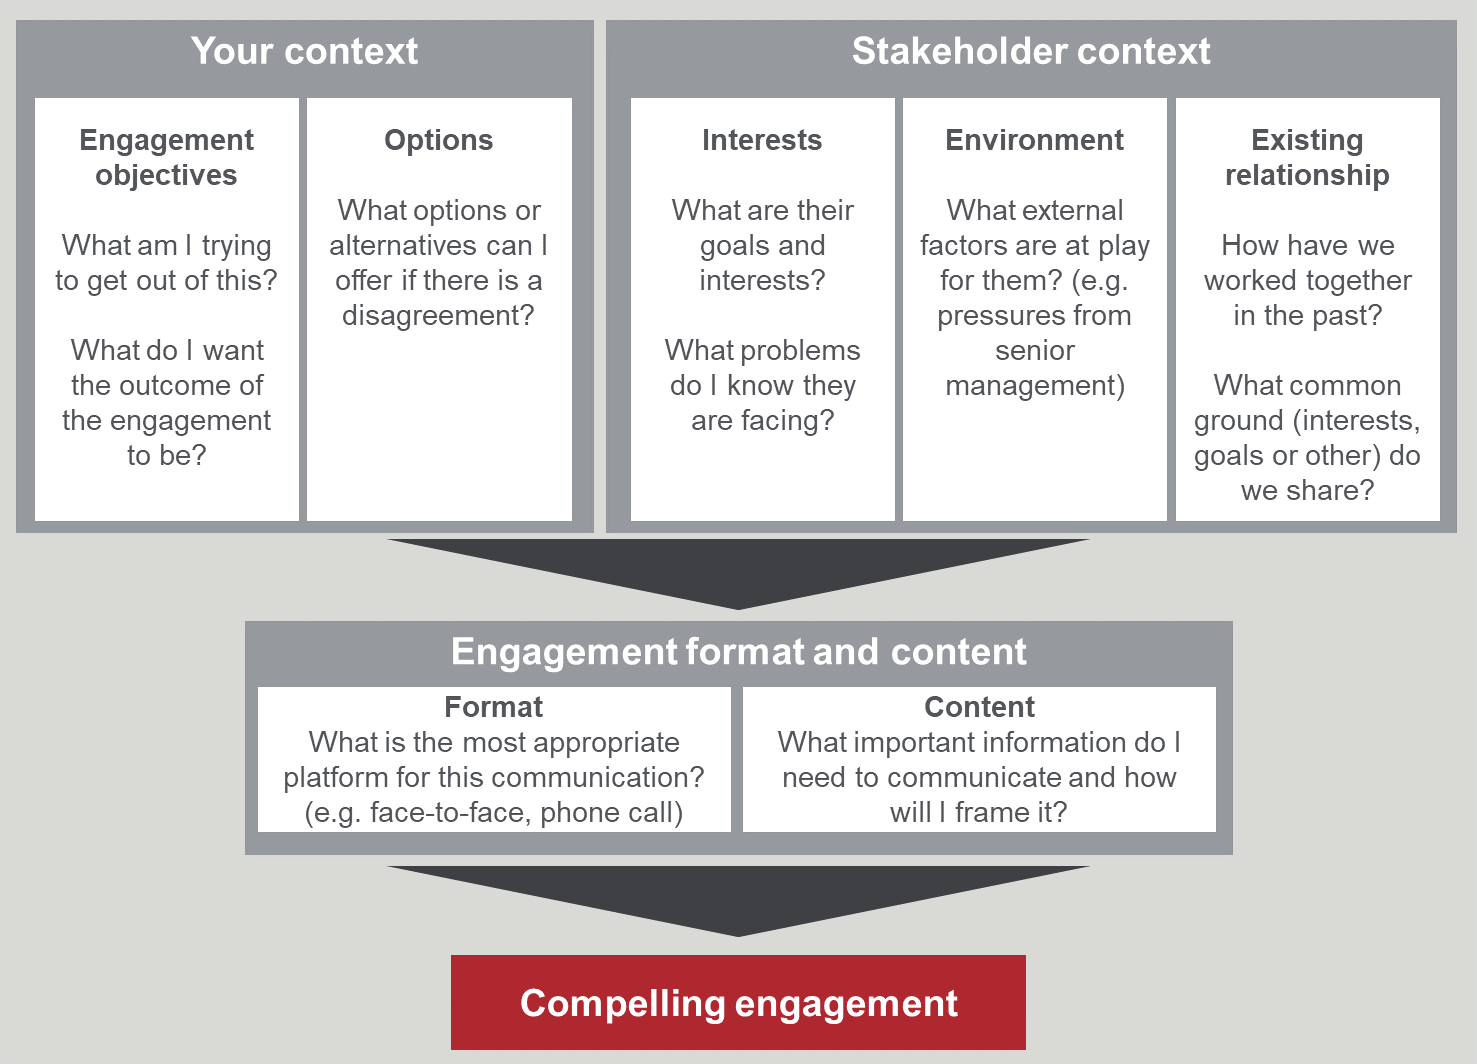 Your context
Engagement
objectives
What am I trying
to get out of this?
What do I want
the outcome of
the engagement
to be?
Options
What options or
alternatives can I
offer if there is a
disagreement?
Stakeholder context
Interests
What are their
goals and
interests?
What problems
do I know they
are facing?
Environment
What external
factors are at play
for them? (e.g.
pressures from
senior
management)
Existing
relationship
How have we
worked together
in the past?
What common
ground (interests,
goals or other) do
we share?
Engagement format and content
Format
What is the most appropriate
platform for this communication?
(e.g. face-to-face, phone call)
Content
What important information do I
need to communicate and how
will I frame it?
Compelling engagement